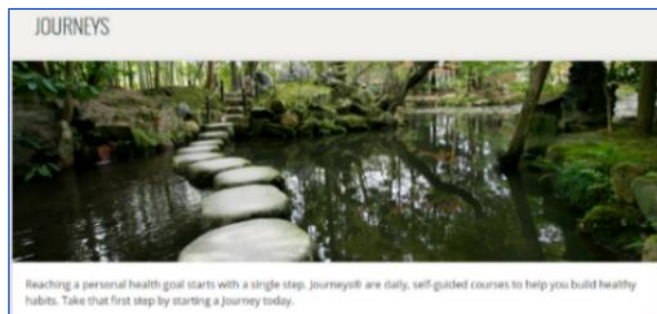 JOURNEYS
Reaching a personal health goal starts with a single step. Journeys® are daily, self-guided courses to help you build healthy
habits. Take that first step by starting a Journey today.